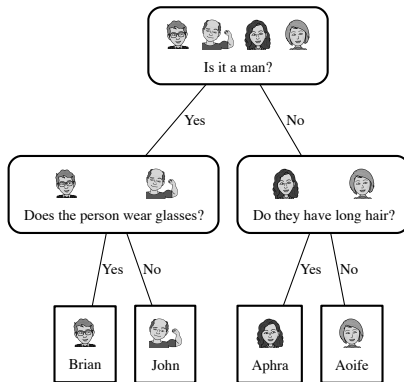 Is it a man?
Yes
No
Does the person wear glasses?
Do they have long hair?
Yes
No
Yes
No
Brian
John
Aphra
Aoife